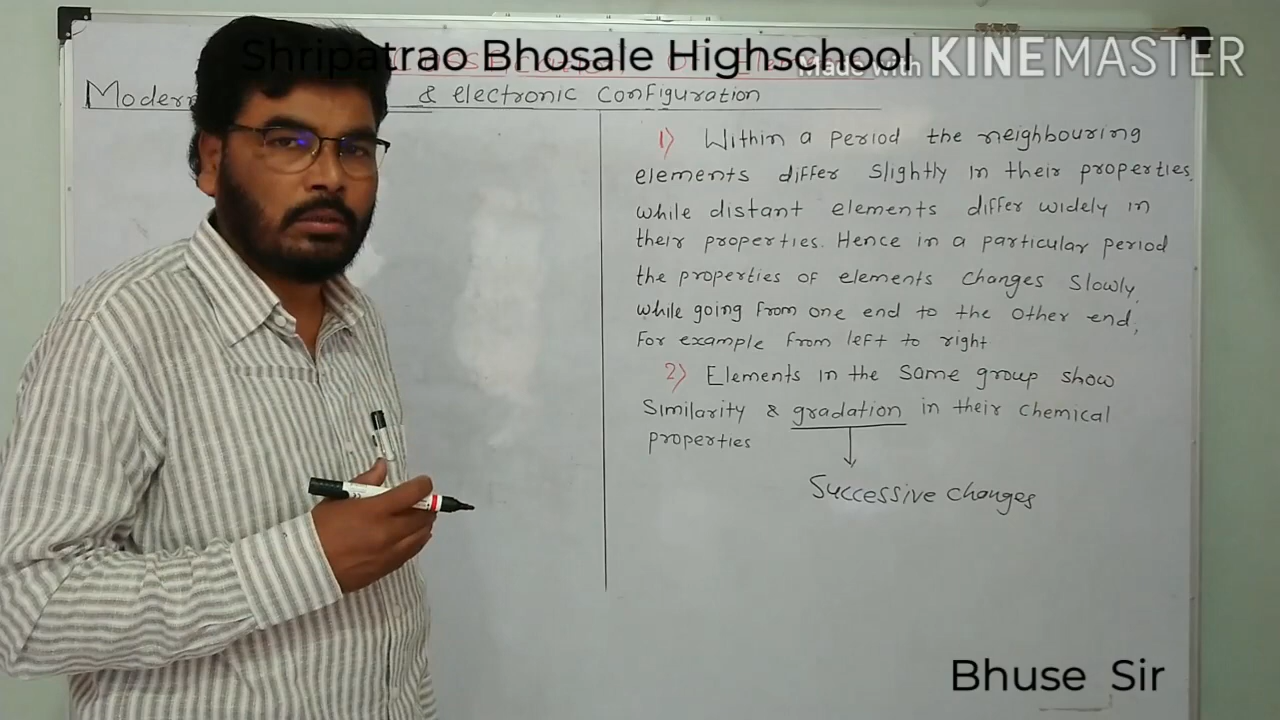 Shripatrao Bhosale Highschool
Made with KINEMASTER
Modern & electronic configuration
1) Within a period the neighbouring
elements differ slightly in their properties,
while distant elements differ widely in
their properties. Hence in a particular period
the properties of elements changes slowly,
while going from one end to the other end,
For example from left to right
2) Elements in the same group show
Similarity & gradation in their chemical
properties
Successive changes
Bhuse Sir